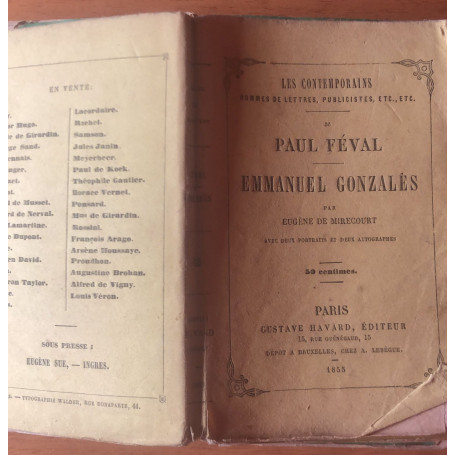 EN VENTE:
Hugo.
de Girardin.
Sand.
de Musset.
de Nerval.
Lamartine.
Dupont.
David.
Taylor.
Lacordaire.
Rachel.
Samson.
Jules Janin.
Meyerbeer.
Paul de Kock.
Théophile Gautier.
Horace Vernet.
Ponsard.
Mme de Girardin.
Rossini.
François Arago.
Arsène Houssaye.
Proudhon.
Augustine Brohan.
Alfred de Vigny.
Louis Véron.
SOUS PRESSE:
EUGÈNE SUE, — INGRES.
— TYPOGRAPHIE WALDER, RUE BONAPARTE, 44.
LES CONTEMPORAINS
HOMMES DE LETTRES, PUBLICISTES, ETC., ETC.
PAUL FÉVAL
EMMANUEL GONZALÈS
PAR
EUGÈNE DE MIRECOURT
AVEC DEUX PORTRAITS ET DEUX AUTOGRAPHES
50 centimes.
PARIS
GUSTAVE HAVARD, ÉDITEUR
15, RUE GUÉNÉGAUD, 15
DÉPOT A BRUXELLES, CHEZ A. LEBÈGUE.
1855